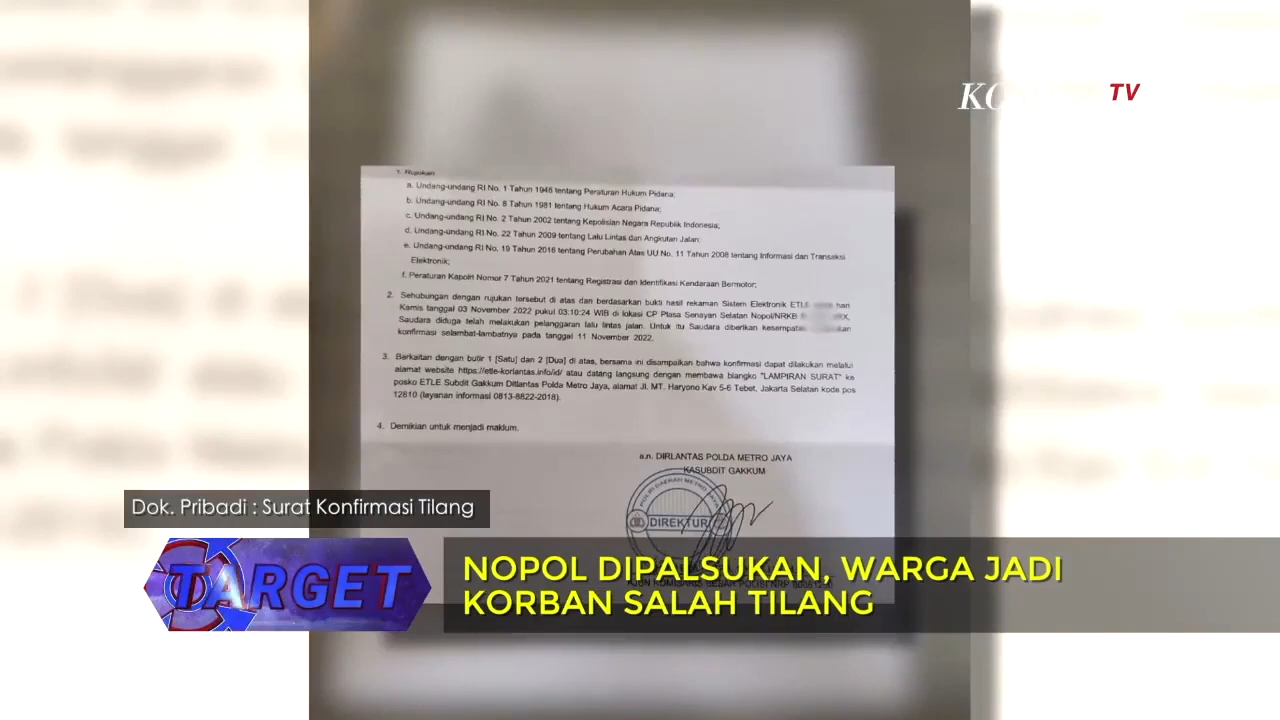 KO TV
1. Rujukan
a. Undang-undang RI No. 1 Tahun 1946 tentang Peraturan Hukum Pidana;
b. Undang-undang RI No. 8 Tahun 1981 tentang Hukum Acara Pidana;
c. Undang-undang RI No. 2 Tahun 2002 tentang Kepolisian Negara Republik Indonesia;
d. Undang-undang RI No. 22 Tahun 2009 tentang Lalu Lintas dan Angkutan Jalan;
e. Undang-undang RI No. 19 Tahun 2016 tentang Perubahan Atas UU No. 11 Tahun 2008 tentang Informasi dan Transaksi
Elektronik;
f. Peraturan Kapolri Nomor 7 Tahun 2021 tentang Registrasi dan Identifikasi Kendaraan Bermotor;
2. Sehubungan dengan rujukan tersebut di atas dan berdasarkan bukti hasil rekaman Sistem Elektronik ETLE hari
Kamis tanggal 03 November 2022 pukul 03:10:24 WIB di lokasi CP Plasa Senayan Selatan Nopol/NRKB
Saudara diduga telah melakukan pelanggaran lalu lintas jalan. Untuk itu Saudara diberikan
konfirmasi selambat-lambatnya pada tanggal 11 November 2022.
3. Berkaitan dengan butir 1 [Satu] dan 2 [Dua] di atas, bersama ini disampaikan bahwa konfirmasi dapat dilakukan melalui
alamat website https://etle-korlantas.info/id/ atau datang langsung dengan membawa blangko "LAMPIRAN SURAT" ke
posko ETLE Subdit Gakkum Ditlantas Polda Metro Jaya, alamat Jl. MT. Haryono Kav 5-6 Tebet, Jakarta Selatan kode pos
12810 (layanan informasi 0813-8822-2018).
4. Demikian untuk menjadi maklum.
a.n. DIRLANTAS POLDA METRO JAYA
KASUBDIT GAKKUM
POLRI DAERAH METRO JAYA
DIREKTUR
Dok. Pribadi : Surat Konfirmasi Tilang
TARGET
NOPOL DIPALSUKAN, WARGA JADI
KORBAN SALAH TILANG